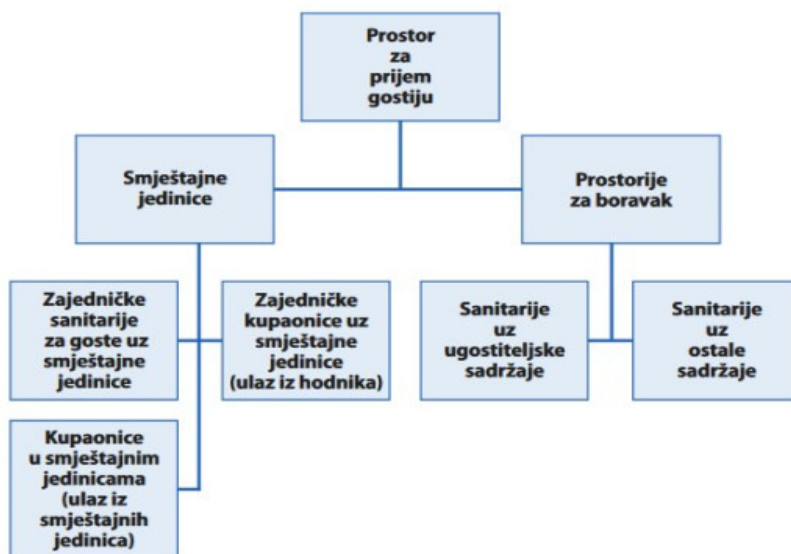 Prostor
za
prijem
gostiju
Smještajne
jedinice
Prostorije
za boravak
Zajedničke
sanitarije
za goste uz
smještajne
jedinice
Zajedničke
kupaonice uz
smještajne
jedinice
(ulaz iz hodnika)
Sanitarije
uz
ugostiteljske
sadržaje
Sanitarije
uz
ostale
sadržaje
Kupaonice
u smještajnim
jedinicama
(ulaz iz
smještajnih
jedinica)